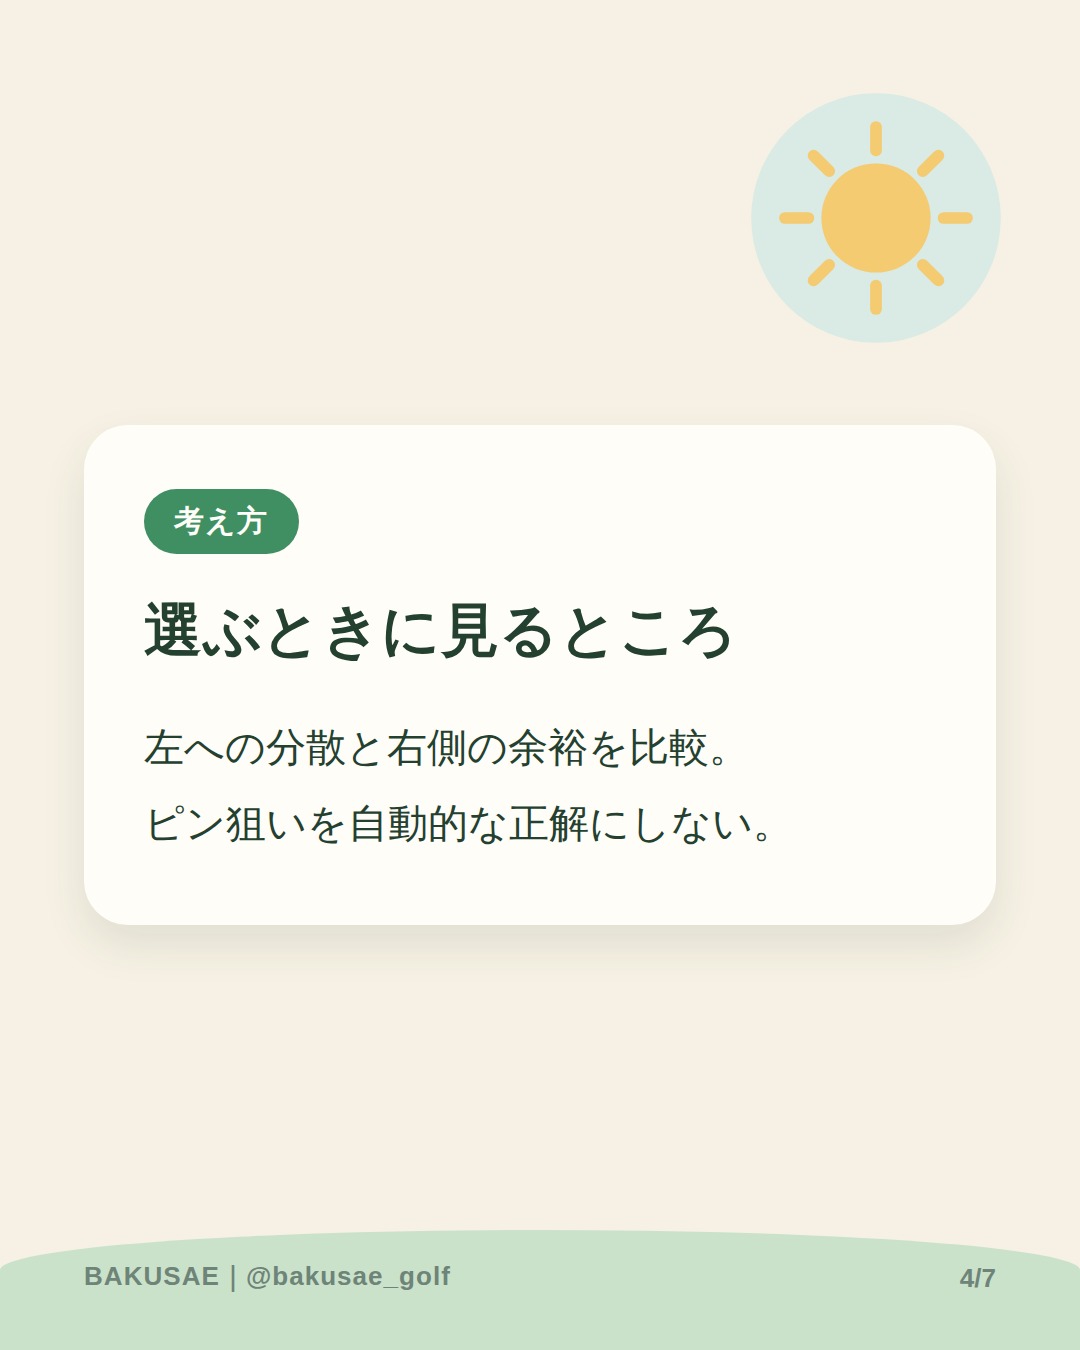 考え方
選ぶときに見るところ
左への分散と右側の余裕を比較。
ピン狙いを自動的な正解にしない。
BAKUSAE | @bakusae_golf
4/7